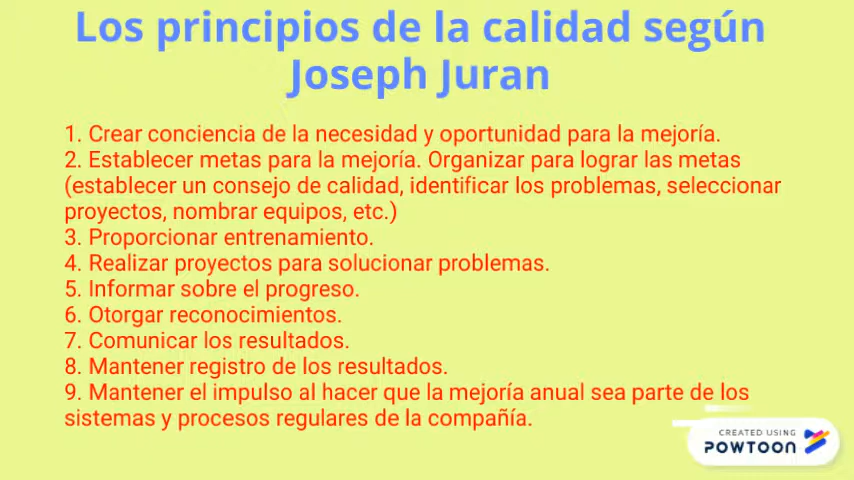 Los principios de la calidad según
Joseph Juran
1. Crear conciencia de la necesidad y oportunidad para la mejoría.
2. Establecer metas para la mejoría. Organizar para lograr las metas
(establecer un consejo de calidad, identificar los problemas, seleccionar
proyectos, nombrar equipos, etc.)
3. Proporcionar entrenamiento.
4. Realizar proyectos para solucionar problemas.
5. Informar sobre el progreso.
6. Otorgar reconocimientos.
7. Comunicar los resultados.
8. Mantener registro de los resultados.
9. Mantener el impulso al hacer que la mejoría anual sea parte de los
sistemas y procesos regulares de la compañía.
CREATED USING
POWTOON